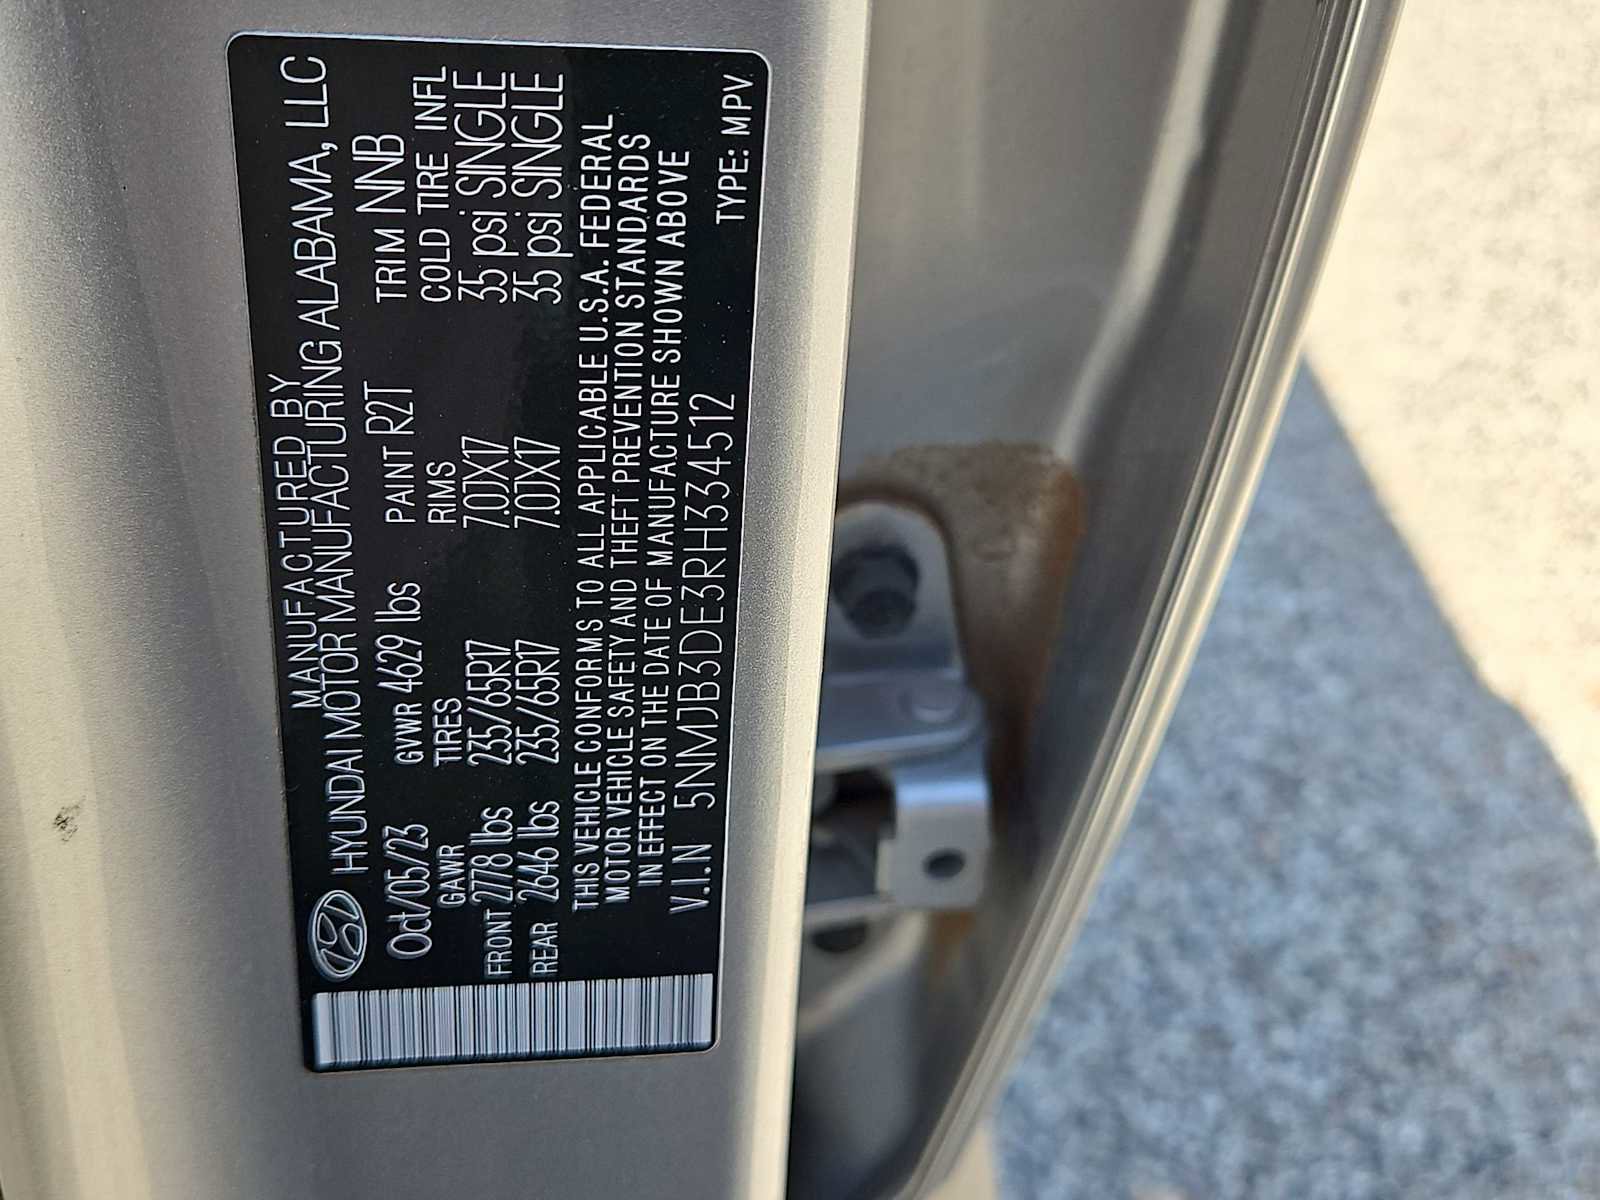 MANUFACTURED BY
HYUNDAI MOTOR MANUFACTURING ALABAMA, LLC
Oct/05/23 GVWR 4629 lbs PAINT R2T TRIM NNB
GAWR TIRES RIMS COLD TIRE INFL
FRONT 2778 lbs 235/65R17 7.0JX17 35 psi SINGLE
REAR 2646 lbs 235/65R17 7.0JX17 35 psi SINGLE
THIS VEHICLE CONFORMS TO ALL APPLICABLE U.S.A. FEDERAL
MOTOR VEHICLE SAFETY AND THEFT PREVENTION STANDARDS
IN EFFECT ON THE DATE OF MANUFACTURE SHOWN ABOVE
V.I.N 5NMJB3DE3RH334512 TYPE: MPV